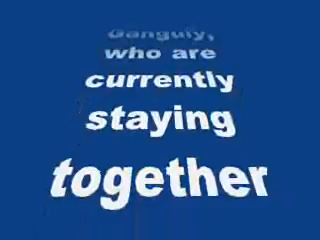 Ganguly,
who are
currently
staying
together